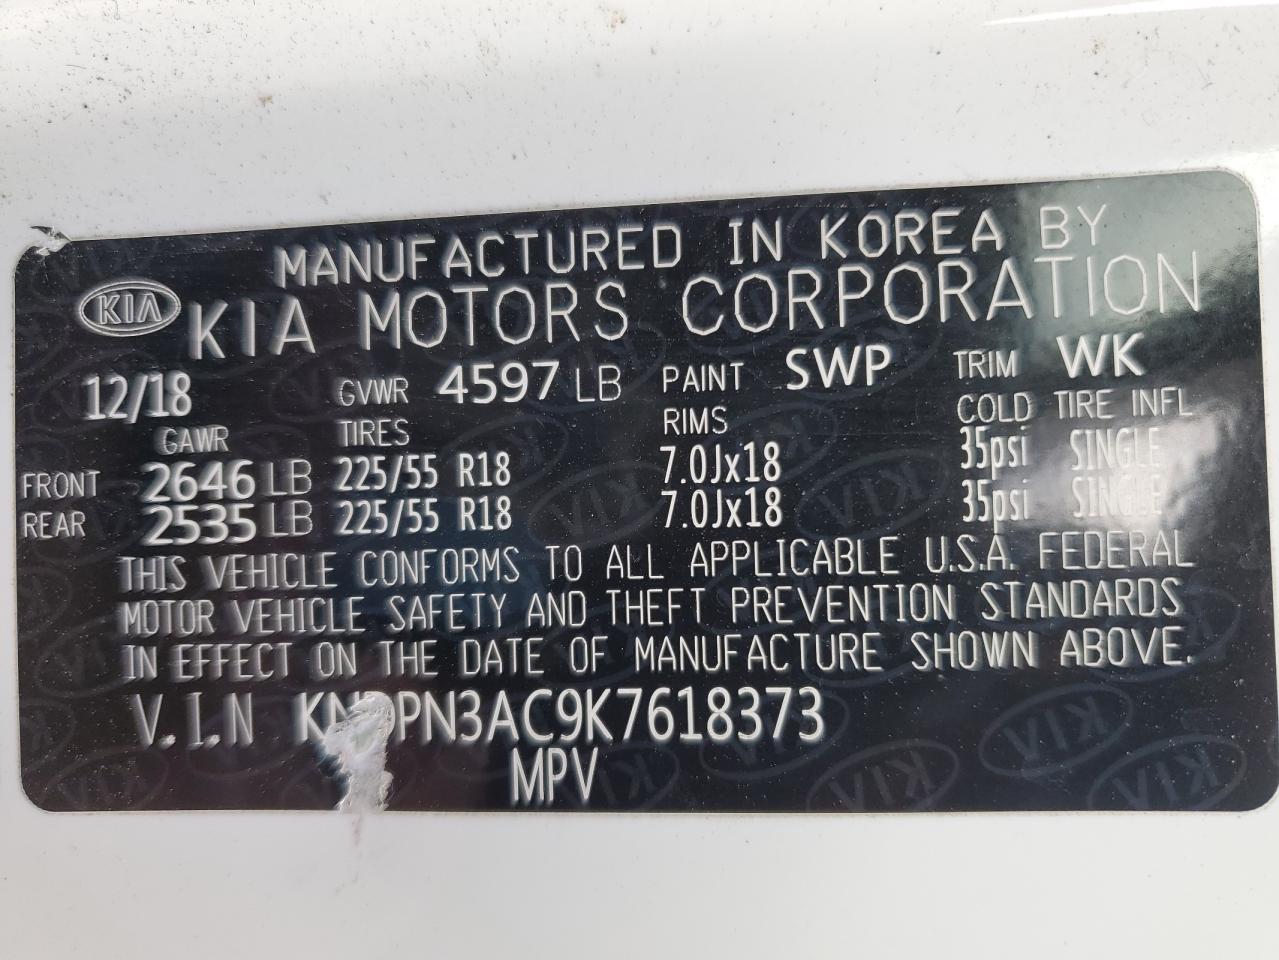 MANUFACTURED IN KOREA BY
KIA KIA MOTORS CORPORATION
12/18 GVWR 4597 LB PAINT SWP TRIM WK
GAWR TIRES RIMS COLD TIRE INFL
FRONT 2646 LB 225/55 R18 7.0Jx18 35psi SINGLE
REAR 2535 LB 225/55 R18 7.0Jx18 35psi SINGLE
THIS VEHICLE CONFORMS TO ALL APPLICABLE U.S.A. FEDERAL
MOTOR VEHICLE SAFETY AND THEFT PREVENTION STANDARDS
IN EFFECT ON THE DATE OF MANUFACTURE SHOWN ABOVE.
V.I.N KNDPN3AC9K7618373
MPV